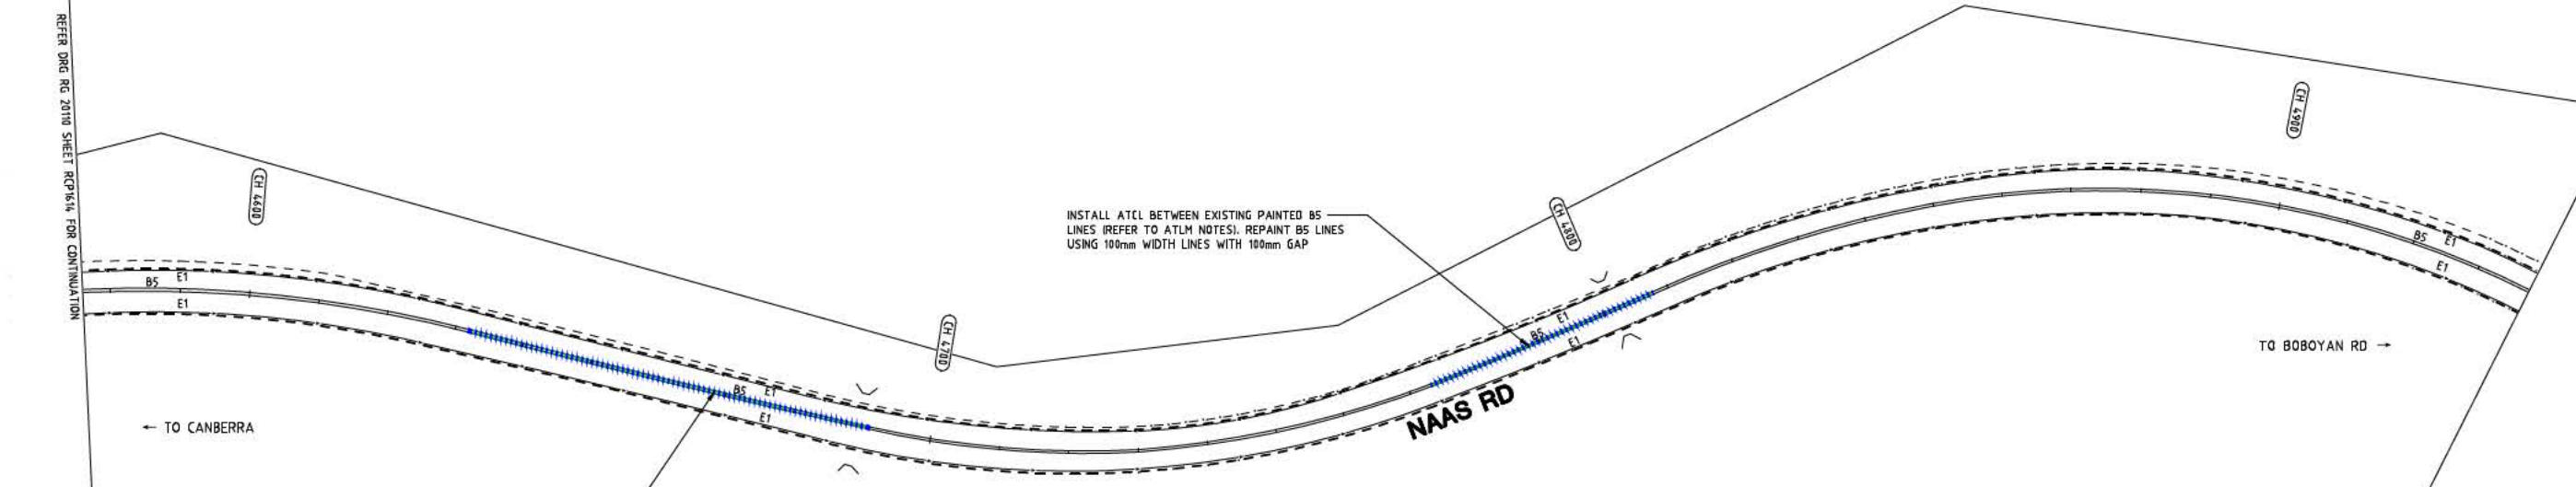 REFER DRG RG 20110 SHEET RCP1614 FOR CONTINUATION
CH 4600
CH 4700
INSTALL ATCL BETWEEN EXISTING PAINTED B5
LINES (REFER TO ATLM NOTES). REPAINT B5 LINES
USING 100mm WIDTH LINES WITH 100mm GAP
CH 4800
CH 4900
B5
E1
E1
B5
E1
E1
B5
E1
E1
B5
E1
E1
NAAS RD
← TO CANBERRA
TO BOBOYAN RD →